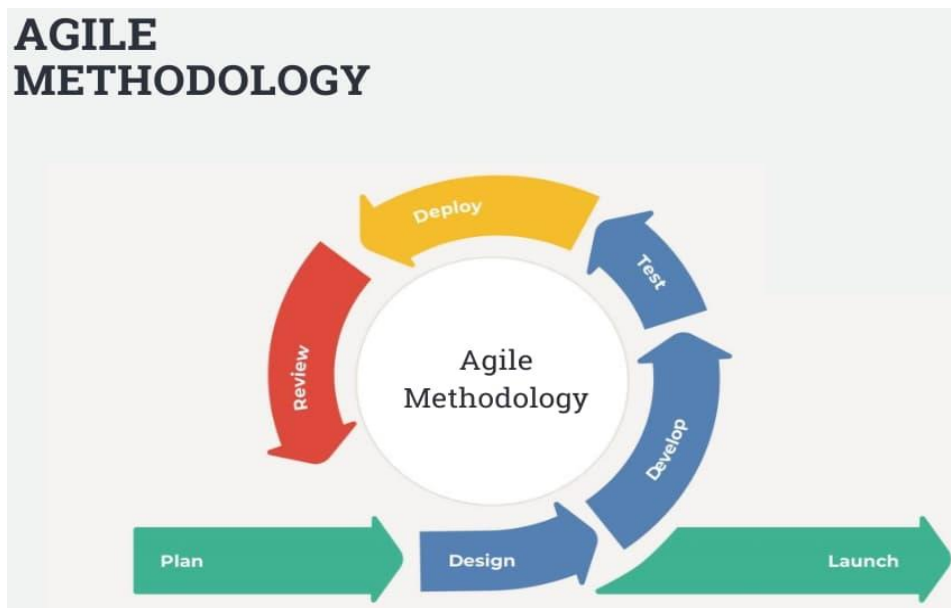 AGILE
METHODOLOGY
Deploy
Test
Review
Agile
Methodology
Develop
Plan
Design
Launch